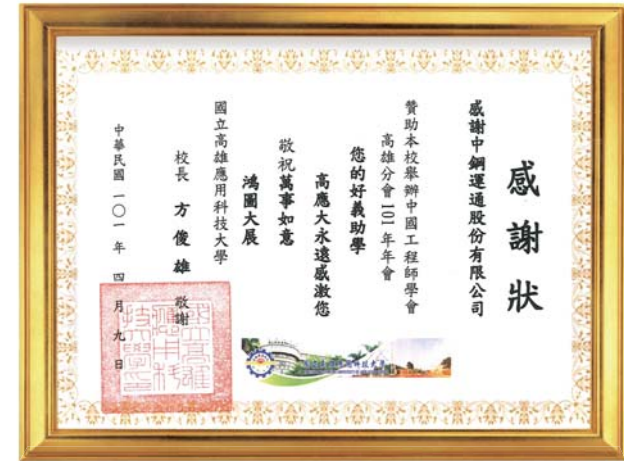 感謝狀
感謝中鋼運通股份有限公司
贊助本校舉辦中國工程師學會
高雄分會101年年會
您的好義助學
高應大永遠感激您
敬祝萬事如意
鴻圖大展
國立高雄應用科技大學
校長 方俊雄 敬謝
中華民國一〇一年四月九日